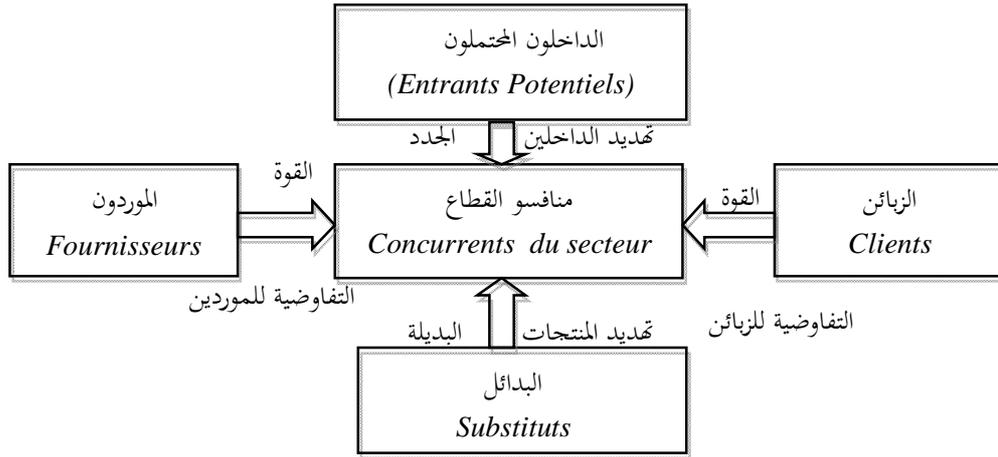 الداخلون المحتملون
(Entrants Potentiels)
تهديد الداخلين الجدد
القوة
القوة
الموردون
Fournisseurs
منافسو القطاع
Concurrents du secteur
الزبائن
Clients
التفاوضية للموردين
التفاوضية للزبائن
تهديد المنتجات البديلة
البدائل
Substituts